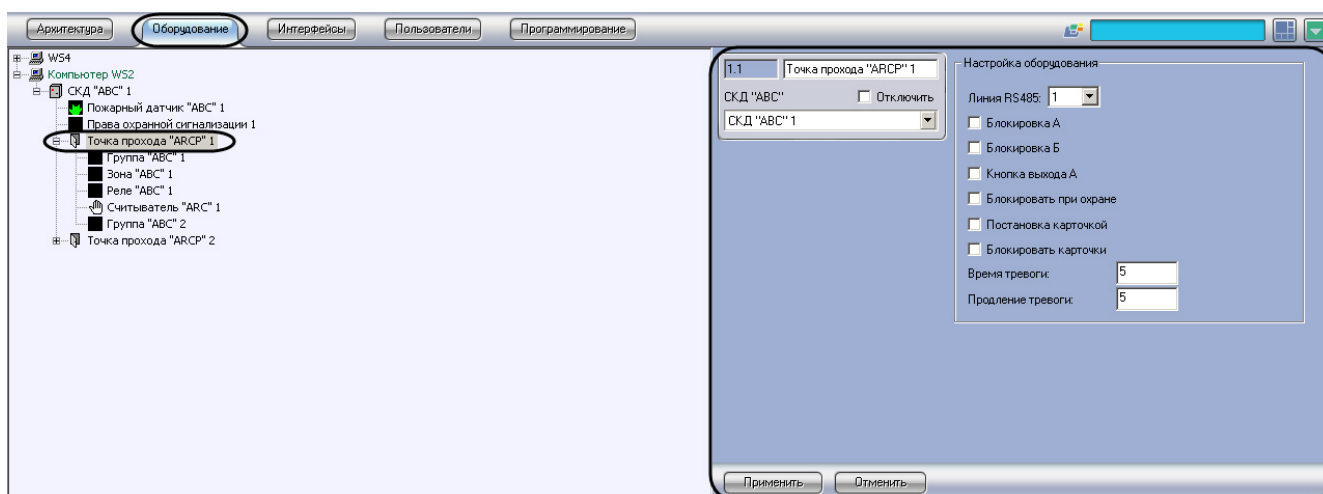 Архитектура Оборудование Интерфейсы Пользователи Программирование
WS4
Компьютер WS2
СКД "ABC" 1
Пожарный датчик "ABC" 1
Права охранной сигнализации 1
Точка прохода "ARCP" 1
Группа "ABC" 1
Зона "ABC" 1
Реле "ABC" 1
Считыватель "ARC" 1
Группа "ABC" 2
Точка прохода "ARCP" 2
1.1 Точка прохода "ARCP" 1
СКД "ABC" Отключить
СКД "ABC" 1
Настройка оборудования
Линия RS485: 1
Блокировка А
Блокировка Б
Кнопка выхода А
Блокировать при охране
Постановка карточкой
Блокировать карточки
Время тревоги: 5
Продление тревоги: 5
Применить Отменить